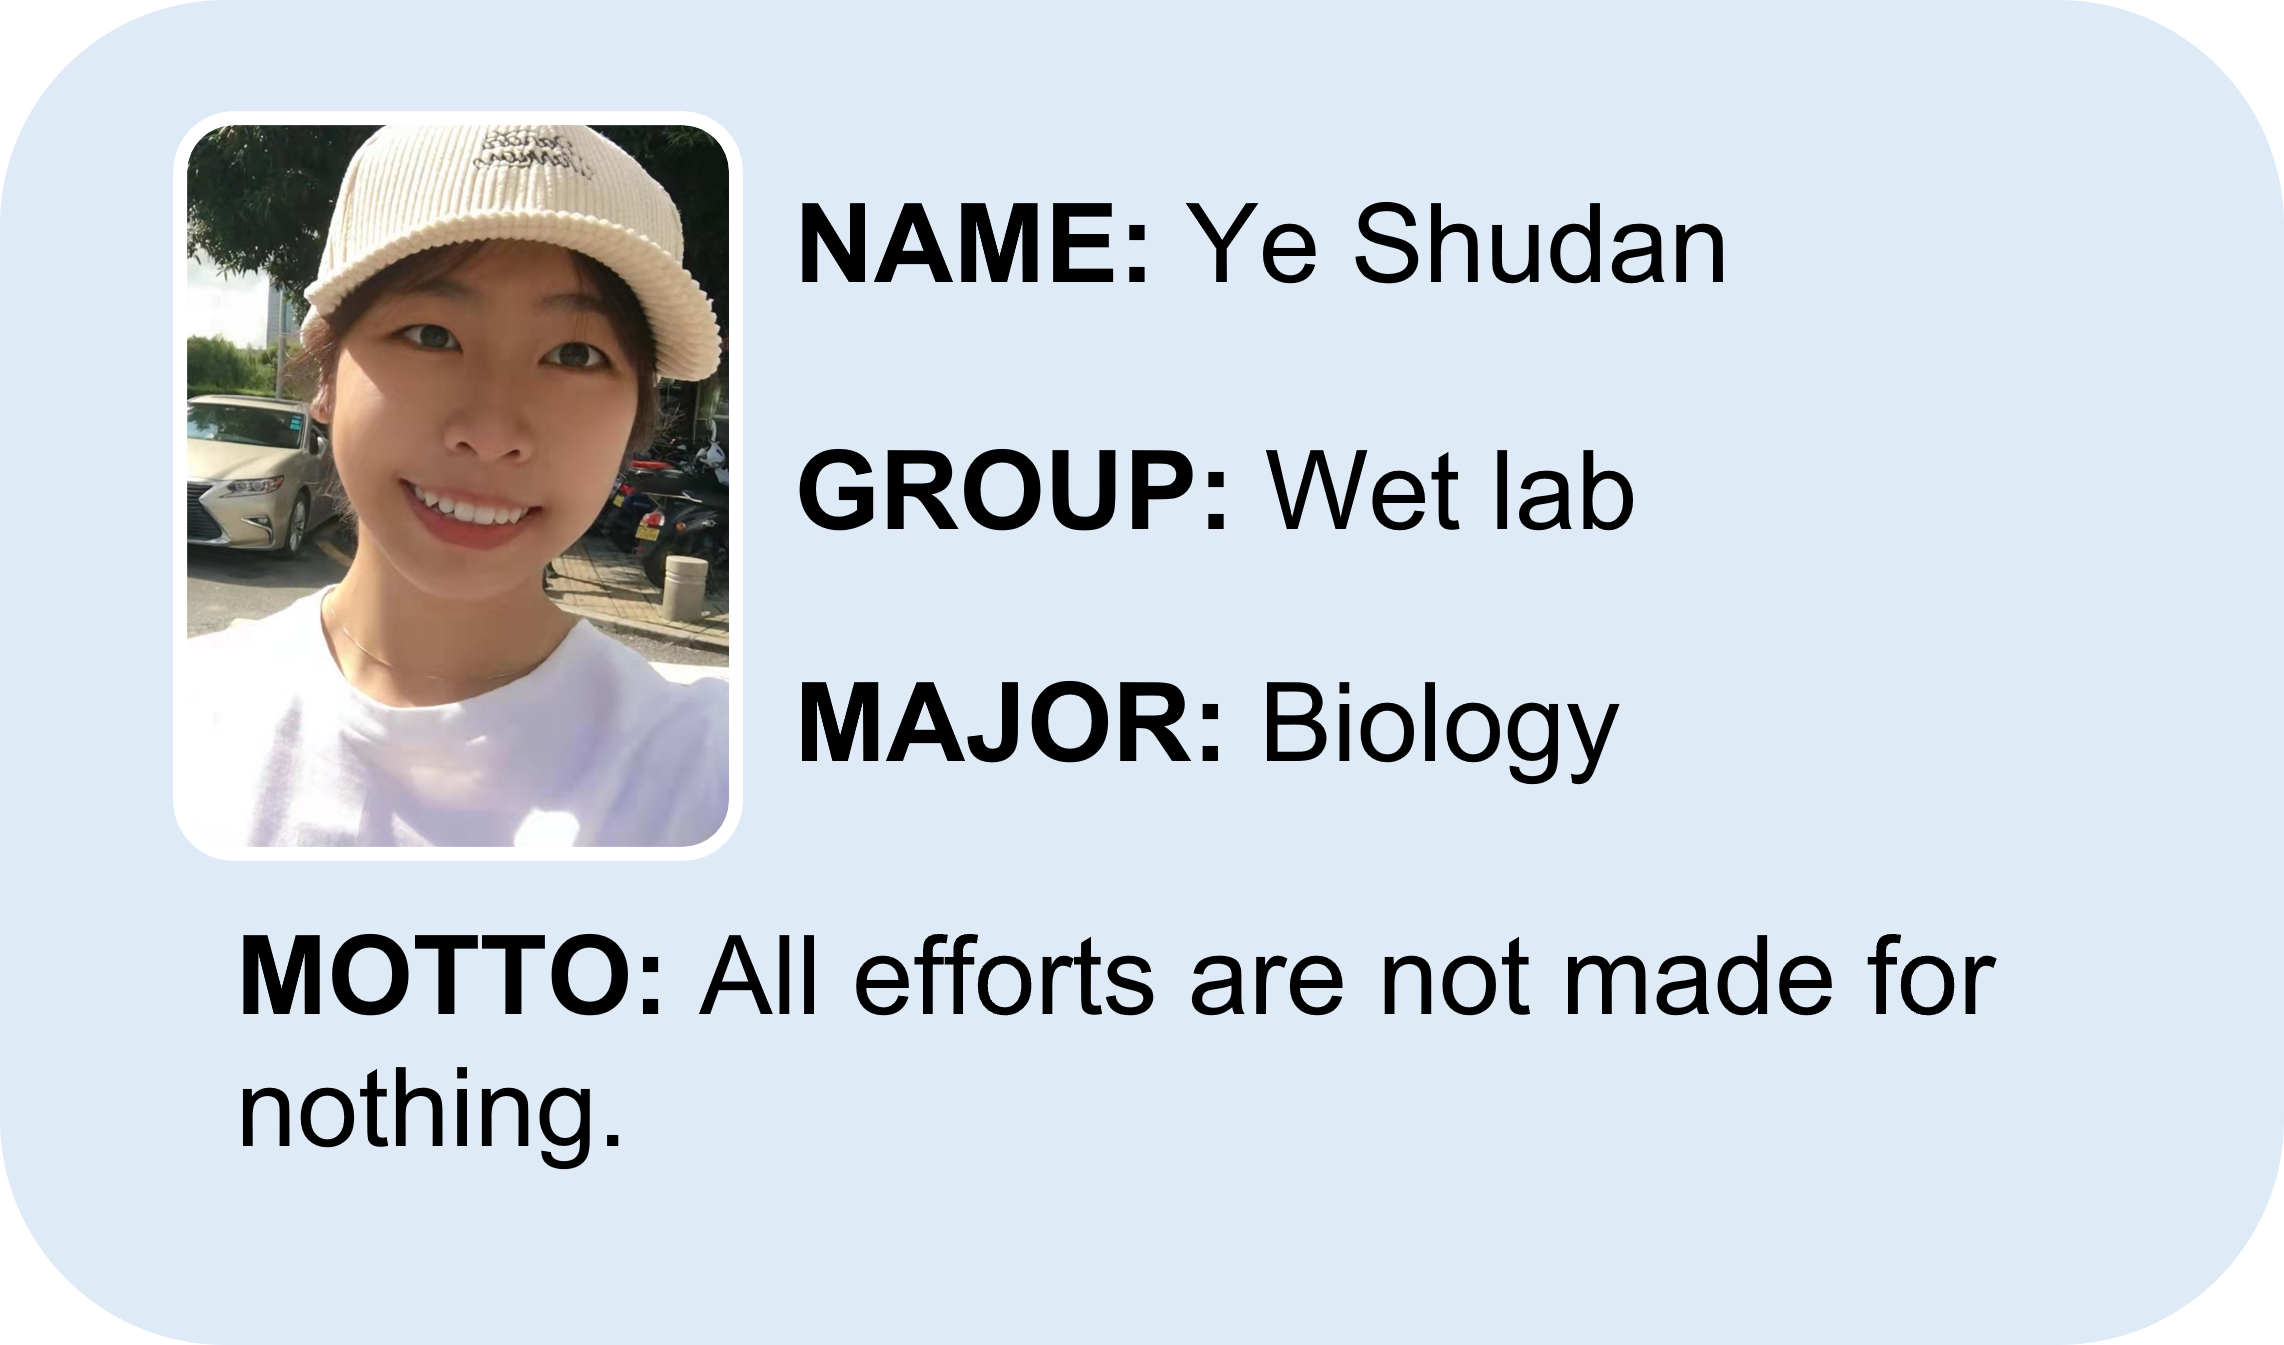 NAME: Ye Shudan
GROUP: Wet lab
MAJOR: Biology
MOTTO: All efforts are not made for
nothing.